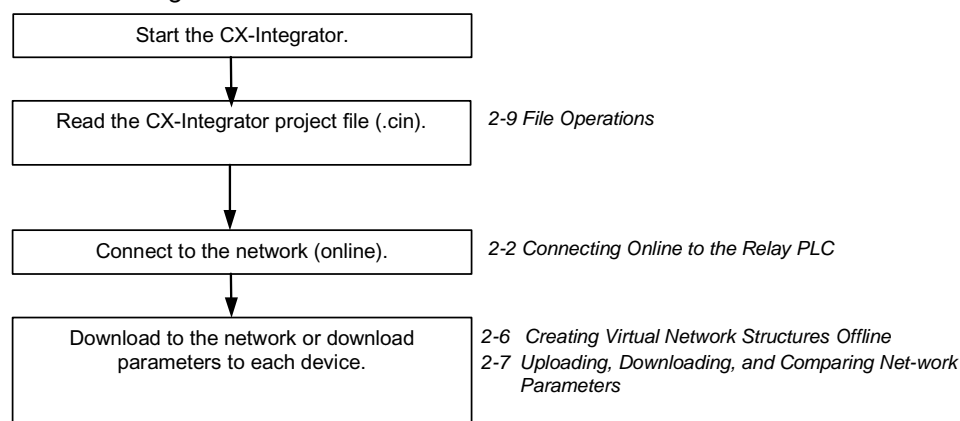 Start the CX-Integrator.
Read the CX-Integrator project file (.cin).
2-9 File Operations
Connect to the network (online).
2-2 Connecting Online to the Relay PLC
Download to the network or download
parameters to each device.
2-6 Creating Virtual Network Structures Offline
2-7 Uploading, Downloading, and Comparing Net-work
Parameters